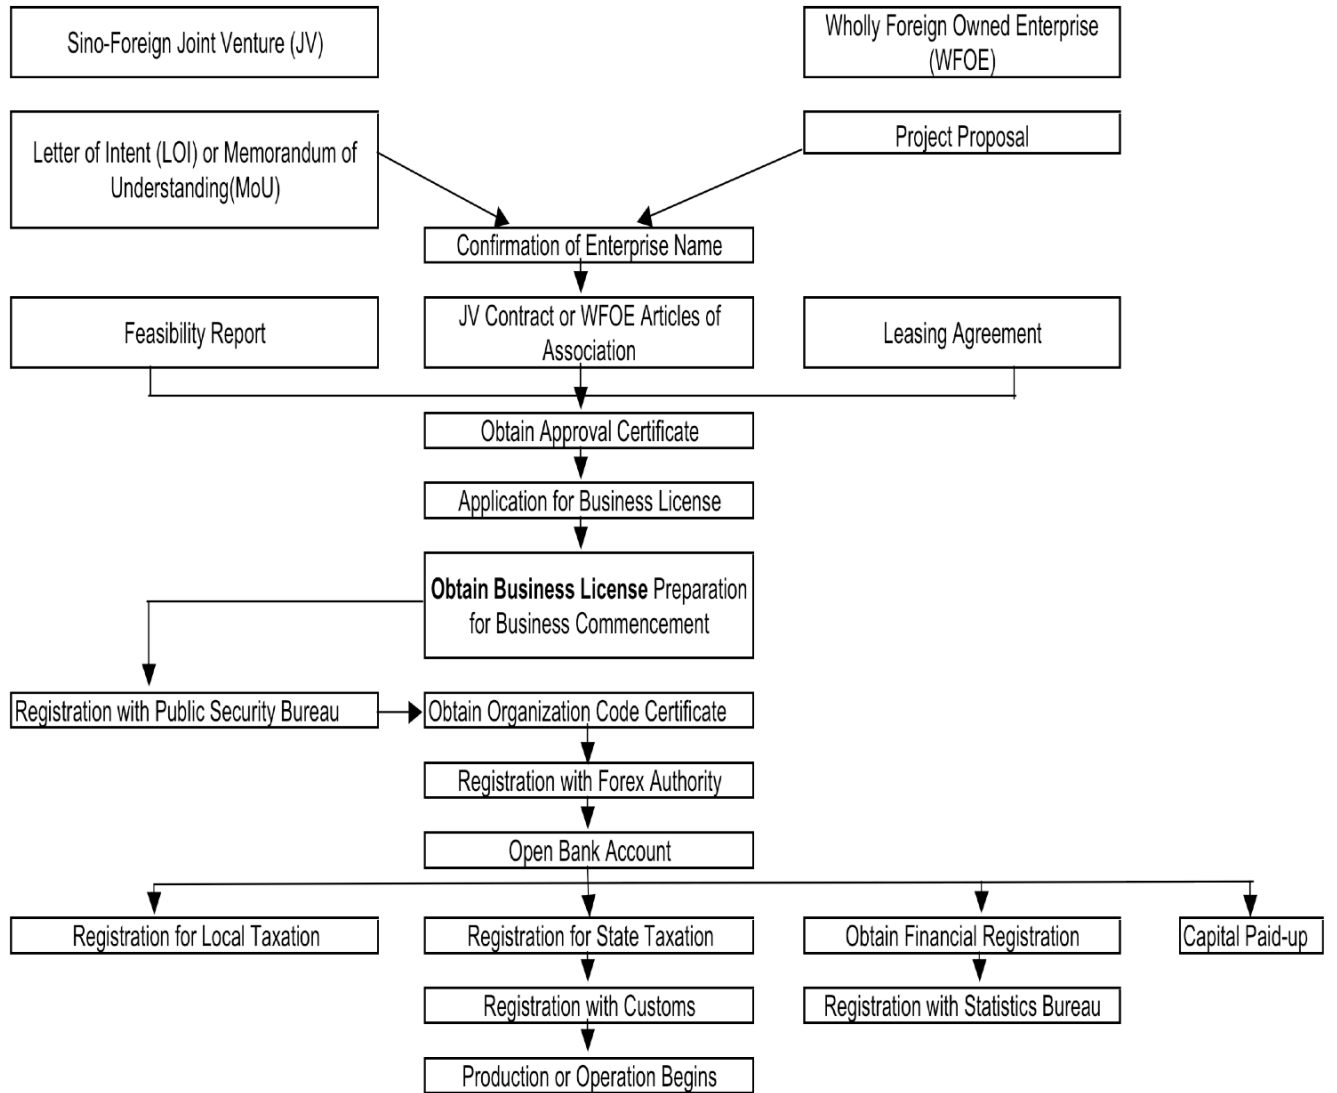 Sino-Foreign Joint Venture (JV)
Wholly Foreign Owned Enterprise
(WFOE)
Letter of Intent (LOI) or Memorandum of
Understanding(MoU)
Project Proposal
Confirmation of Enterprise Name
Feasibility Report
JV Contract or WFOE Articles of
Association
Leasing Agreement
Obtain Approval Certificate
Application for Business License
Obtain Business License Preparation
for Business Commencement
Registration with Public Security Bureau
Obtain Organization Code Certificate
Registration with Forex Authority
Open Bank Account
Registration for Local Taxation
Registration for State Taxation
Obtain Financial Registration
Capital Paid-up
Registration with Customs
Registration with Statistics Bureau
Production or Operation Begins